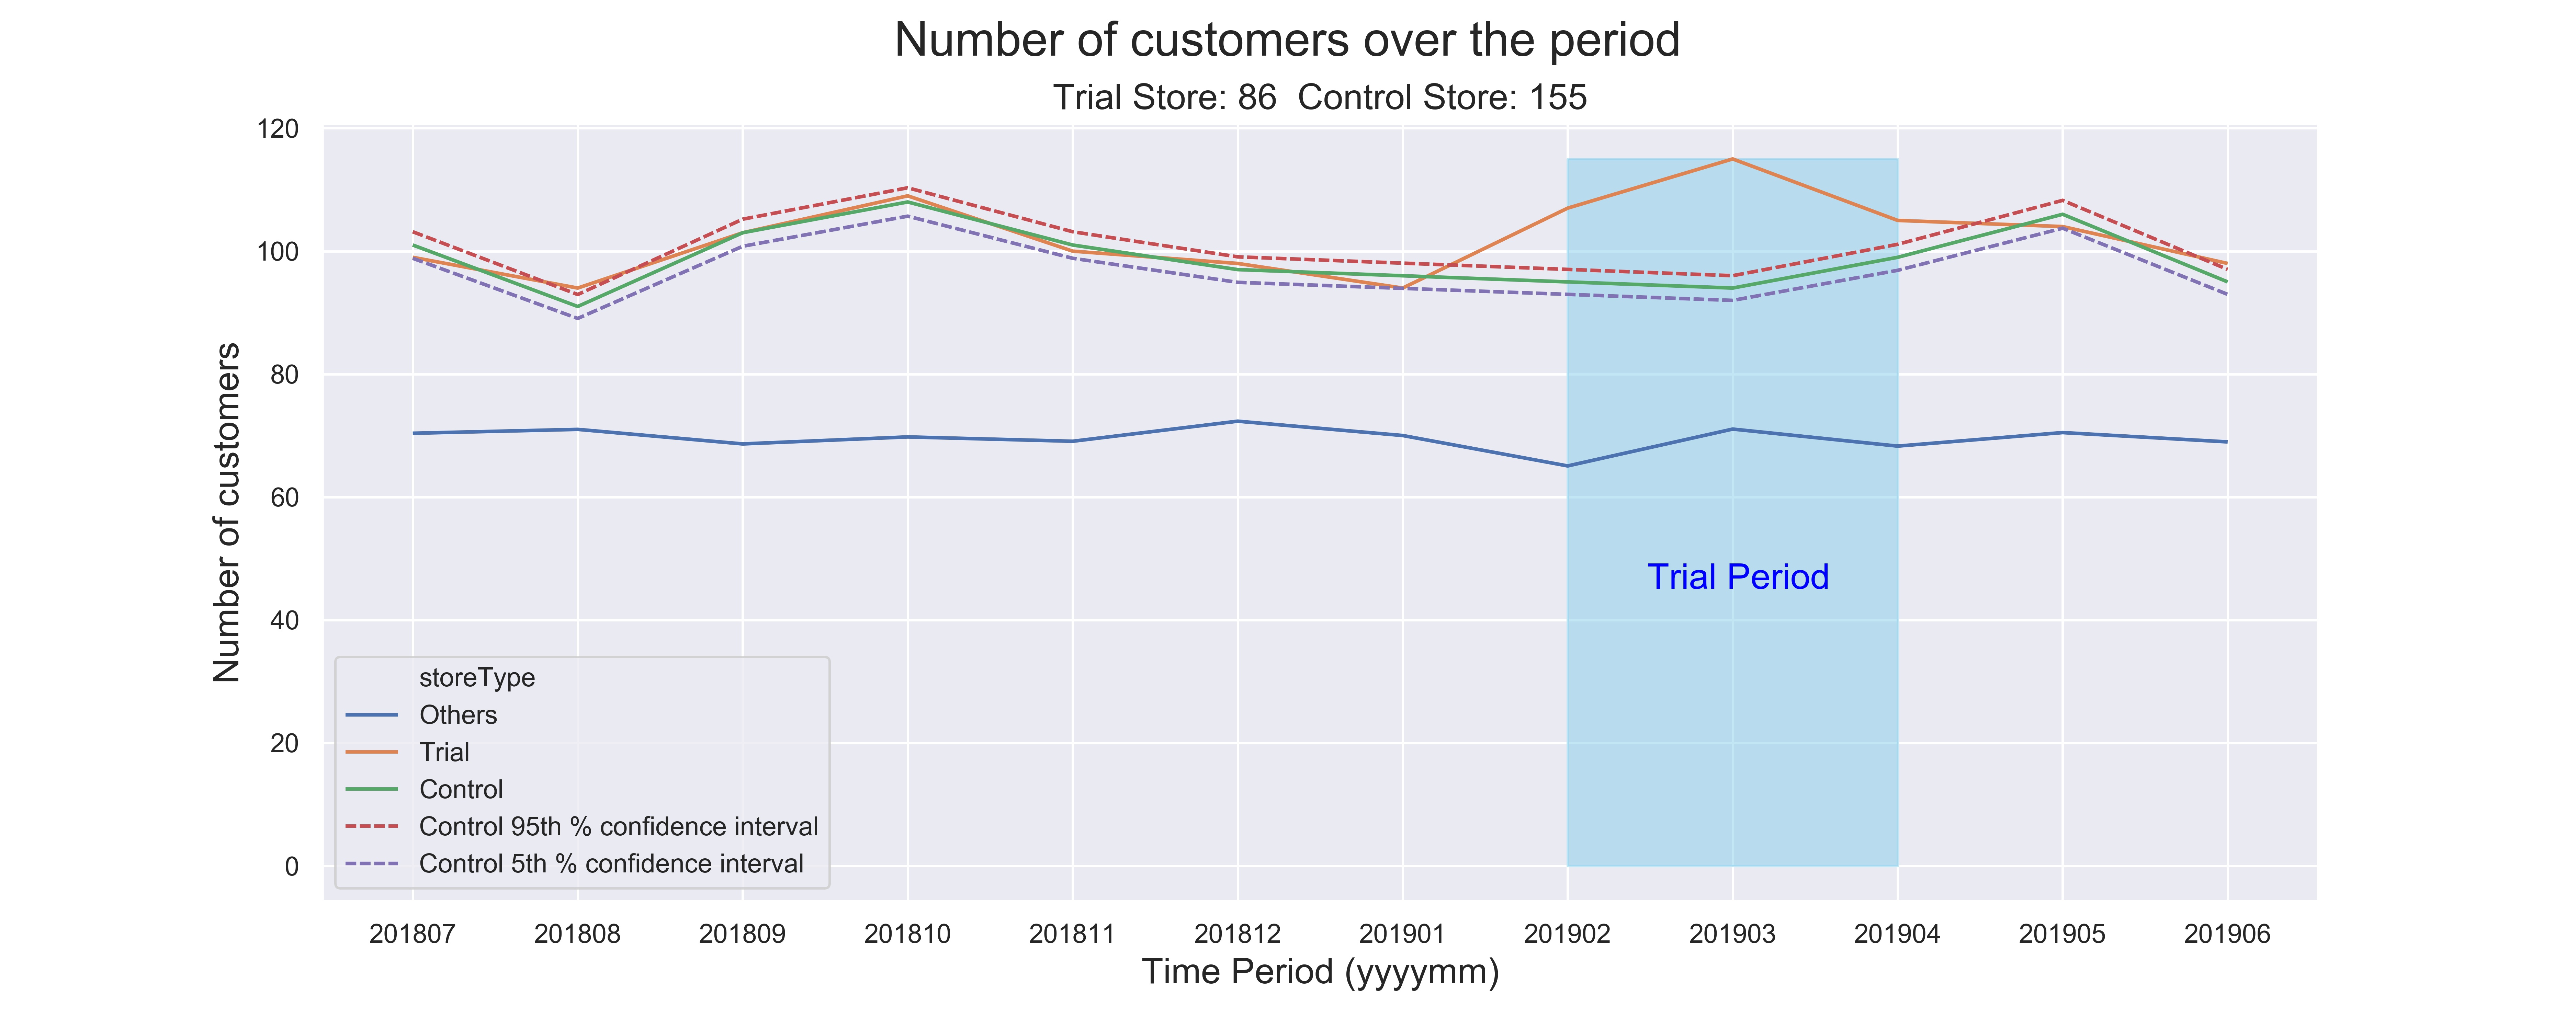 Number of customers over the period
Trial Store: 86  Control Store: 155
120
100
80
60
40
20
0
Number of customers
Trial Period
storeType
Others
Trial
Control
Control 95th % confidence interval
Control 5th % confidence interval
201807 201808 201809 201810 201811 201812 201901 201902 201903 201904 201905 201906
Time Period (yyyymm)